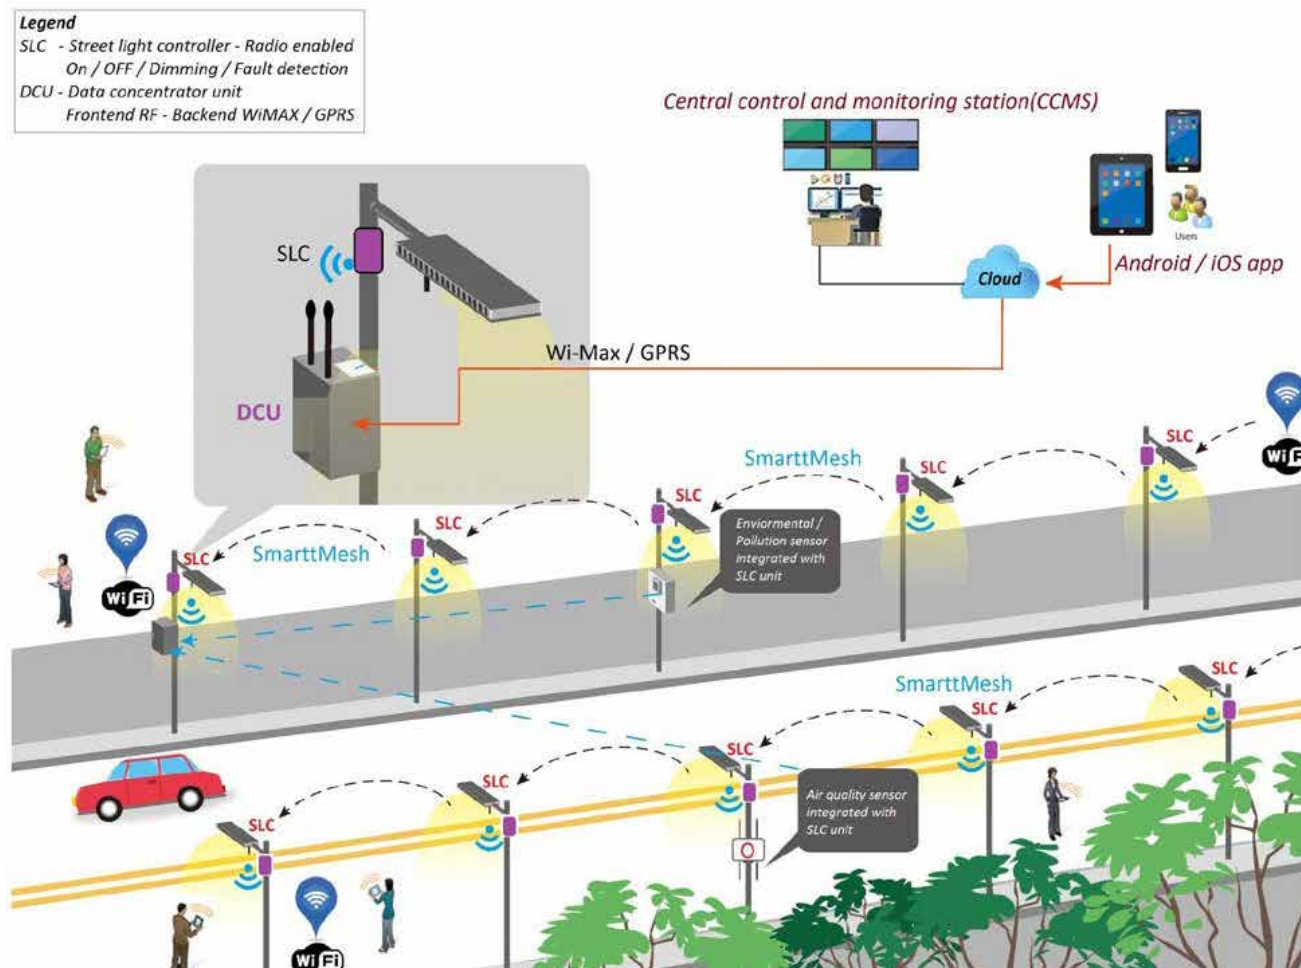 Legend
SLC - Street light controller - Radio enabled
On / OFF / Dimming / Fault detection
DCU - Data concentrator unit
Frontend RF - Backend WiMAX / GPRS
Central control and monitoring station(CCMS)
Users
Android / iOS app
Cloud
SLC
Wi-Max / GPRS
DCU
SLC
Wi Fi
SmarttMesh
SLC
SLC
SLC
SmarttMesh
SLC
Enviormental /
Pollution sensor
integrated with
SLC unit
Wi Fi
SLC
SmarttMesh
SLC
SLC
SLC
Air quality sensor
integrated with
SLC unit
SLC
Wi Fi